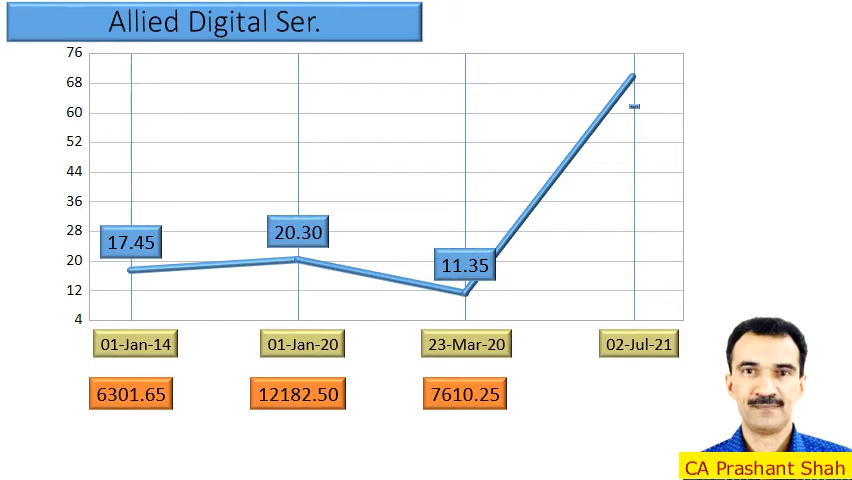 Allied Digital Ser.
76
68
60
52
44
36
28
20
12
4
17.45
20.30
11.35
01-Jan-14
01-Jan-20
23-Mar-20
02-Jul-21
6301.65
12182.50
7610.25
CA Prashant Shah